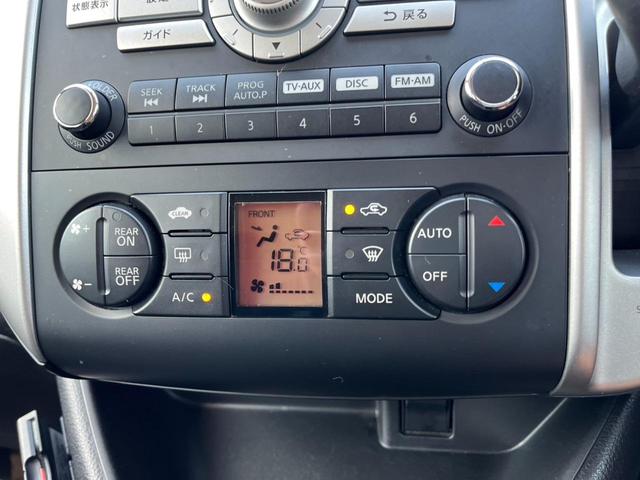 状態表示
ガイド
戻る
FOLDER
PUSH SOUND
SEEK
TRACK
PROG
AUTO.P
TV·AUX
DISC
FM·AM
1
2
3
4
5
6
PUSH ON·OFF
REAR
ON
REAR
OFF
CLEAN
A/C
FRONT
18.0
°C
MODE
AUTO
OFF